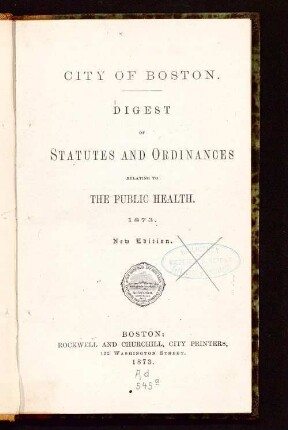 CITY OF BOSTON.
DIGEST
OF
STATUTES AND ORDINANCES
RELATING TO
THE PUBLIC HEALTH.
1873.
New Edition.
BOSTON:
ROCKWELL AND CHURCHILL, CITY PRINTERS,
122 WASHINGTON STREET.
1873.